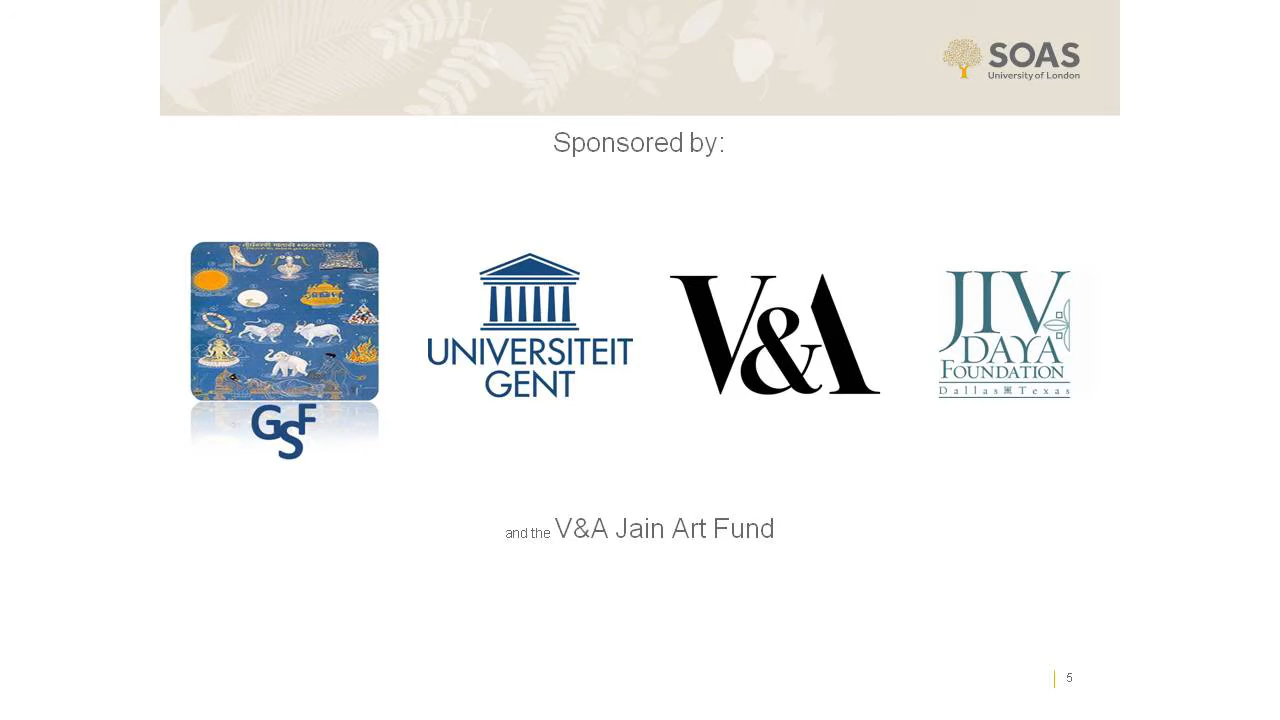 SOAS
University of London
Sponsored by:
UNIVERSITEIT
GENT
V&A
JIV
DAYA
FOUNDATION
Dallas Texas
GSF
and the V&A Jain Art Fund
5